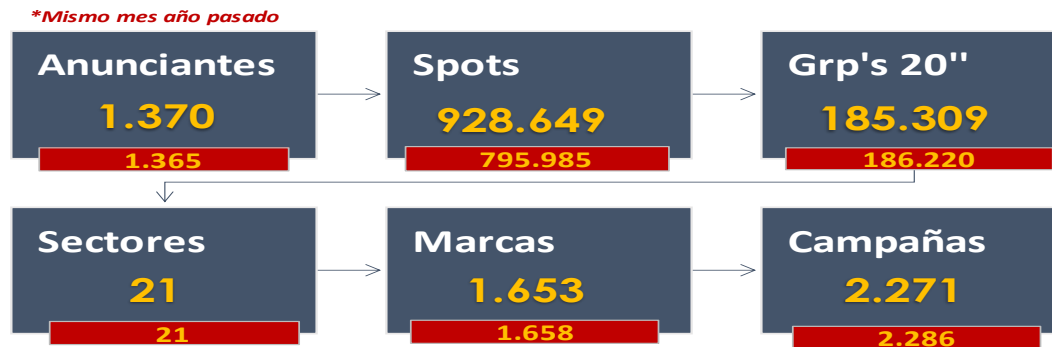 *Mismo mes año pasado
Anunciantes
1.370
1.365
Spots
928.649
795.985
Grp's 20''
185.309
186.220
Sectores
21
21
Marcas
1.653
1.658
Campañas
2.271
2.286